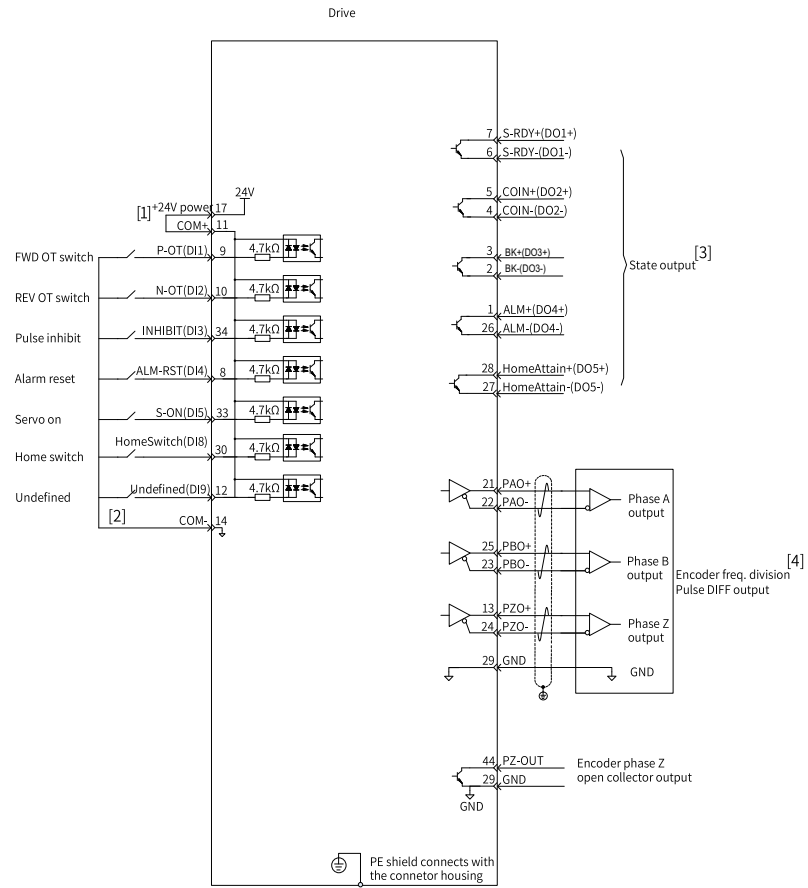 Drive
7 S-RDY+(DO1+)
6 S-RDY-(DO1-)
5 COIN+(DO2+)
4 COIN-(DO2-)
3 BK+(DO3+)
2 BK-(DO3-)
1 ALM+(DO4+)
26 ALM-(DO4-)
28 HomeAttain+(DO5+)
27 HomeAttain-(DO5-)
State output [3]
24V
[1] +24V power 17
COM+ 11
FWD OT switch P-OT(DI1) 9 4.7kΩ
REV OT switch N-OT(DI2) 10 4.7kΩ
Pulse inhibit INHIBIT(DI3) 34 4.7kΩ
Alarm reset ALM-RST(DI4) 8 4.7kΩ
Servo on S-ON(DI5) 33 4.7kΩ
Home switch HomeSwitch(DI8) 30 4.7kΩ
Undefined Undefined(DI9) 12 4.7kΩ
[2] COM- 14
21 PAO+
22 PAO-
Phase A
output
25 PBO+
23 PBO-
Phase B
output
13 PZO+
24 PZO-
Phase Z
output
29 GND
GND
[4]
Encoder freq. division
Pulse DIFF output
44 PZ-OUT
29 GND
GND
Encoder phase Z
open collector output
PE shield connects with
the connetor housing